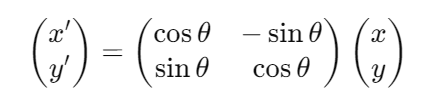 (x′ y′) = (cos θ − sin θ) (x y)
sin θ cos θ